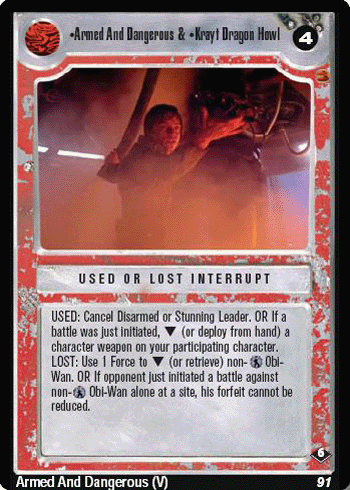 •Armed And Dangerous & •Krayt Dragon Howl
4
USED OR LOST INTERRUPT
USED: Cancel Disarmed or Stunning Leader. OR If a
battle was just initiated, ▼ (or deploy from hand) a
character weapon on your participating character.
LOST: Use 1 Force to ▼ (or retrieve) non- Obi-
Wan. OR If opponent just initiated a battle against
non- Obi-Wan alone at a site, his forfeit cannot be
reduced.
6
Armed And Dangerous (V)
91